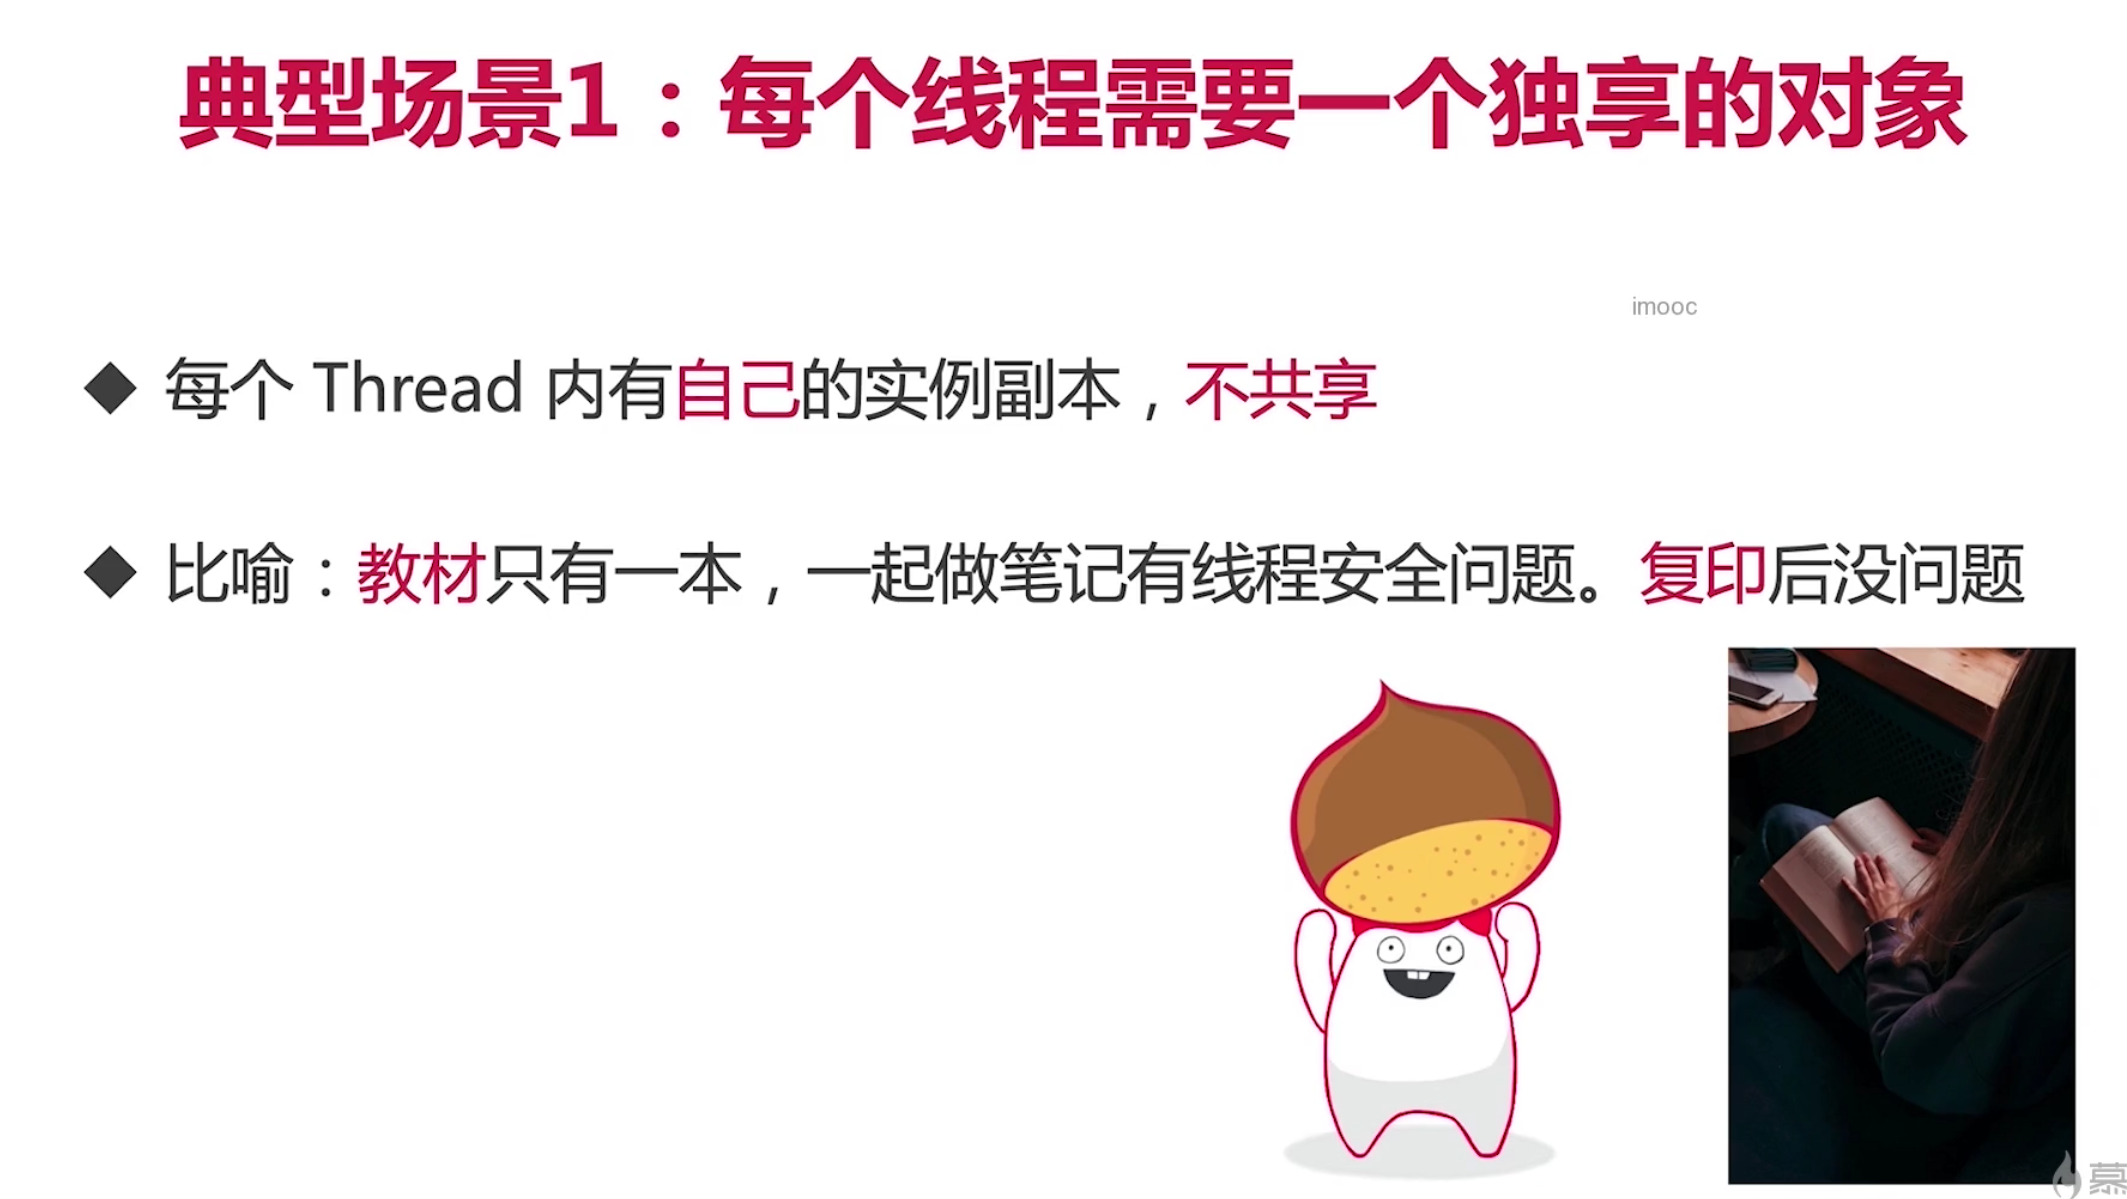 典型场景1：每个线程需要一个独享的对象
imooc
◆ 每个 Thread 内有自己的实例副本，不共享
◆ 比喻：教材只有一本，一起做笔记有线程安全问题。复印后没问题
慕